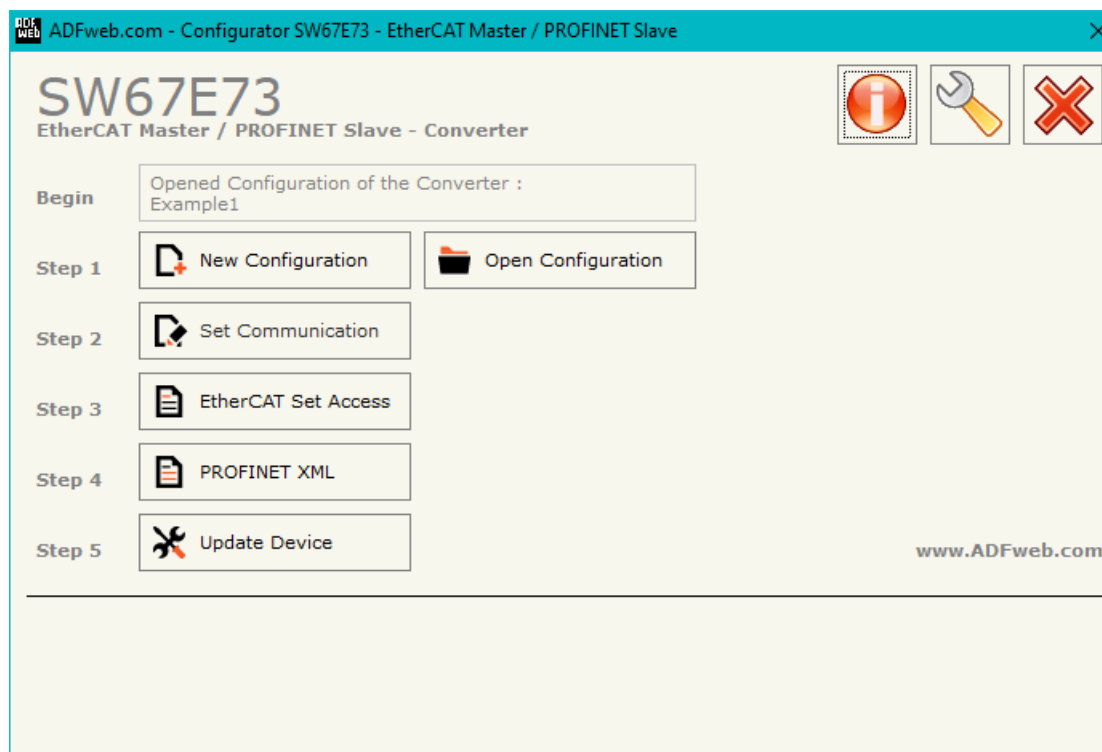 ADF WEB ADFweb.com - Configurator SW67E73 - EtherCAT Master / PROFINET Slave
SW67E73
EtherCAT Master / PROFINET Slave - Converter
Begin
Opened Configuration of the Converter :
Example1
Step 1
New Configuration
Open Configuration
Step 2
Set Communication
Step 3
EtherCAT Set Access
Step 4
PROFINET XML
Step 5
Update Device
www.ADFweb.com